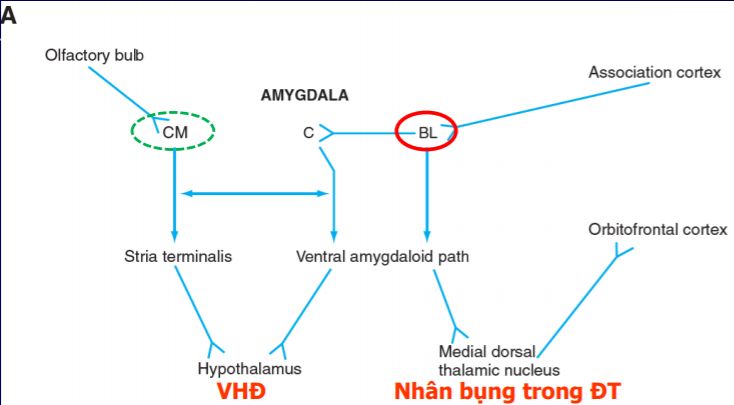 A
Olfactory bulb
Association cortex
AMYGDALA
CM
C
BL
Orbitofrontal cortex
Stria terminalis
Ventral amygdaloid path
Medial dorsal
thalamic nucleus
Hypothalamus
VHĐ
Nhân bụng trong ĐT